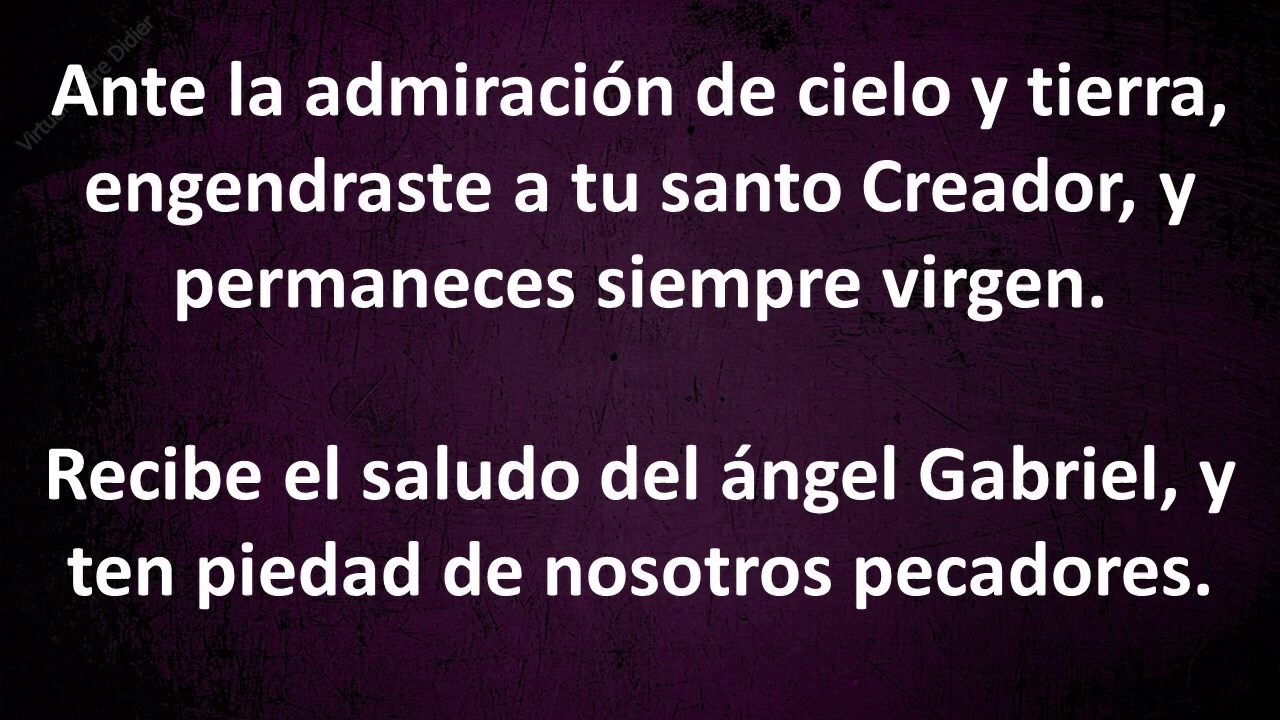 Ante la admiración de cielo y tierra,
engendraste a tu santo Creador, y
permaneces siempre virgen.
Recibe el saludo del ángel Gabriel, y
ten piedad de nosotros pecadores.
Didier